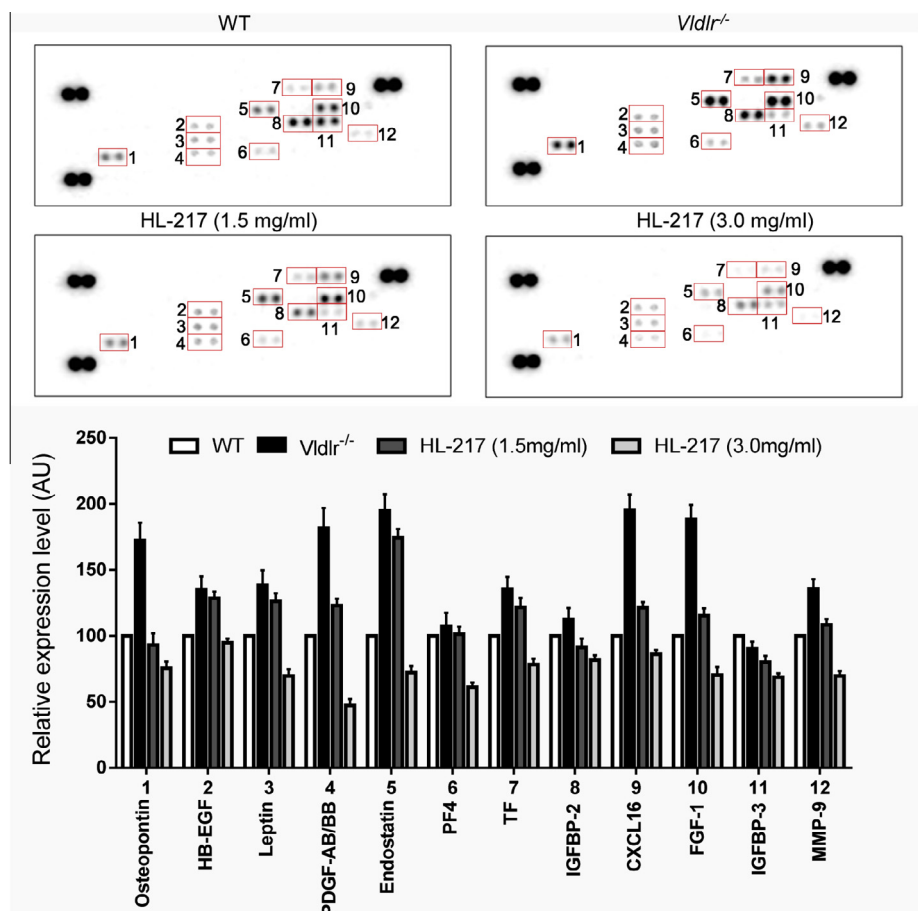 WT
Vldlr-/-
7 9
5 10
2 8
3 12
1 4 6 11
7 9
5 10
2 8
3 12
1 4 6 11
HL-217 (1.5 mg/ml)
HL-217 (3.0 mg/ml)
7 9
5 10
2 8
3 12
1 4 6 11
7 9
5 10
2 8
3 12
1 4 6 11
WT Vldlr-/- HL-217 (1.5mg/ml) HL-217 (3.0mg/ml)
Relative expression level (AU)
250
200
150
100
50
0
1 2 3 4 5 6 7 8 9 10 11 12
Osteopontin
HB-EGF
Leptin
PDGF-AB/BB
Endostatin
PF4
TF
IGFBP-2
CXCL16
FGF-1
IGFBP-3
MMP-9